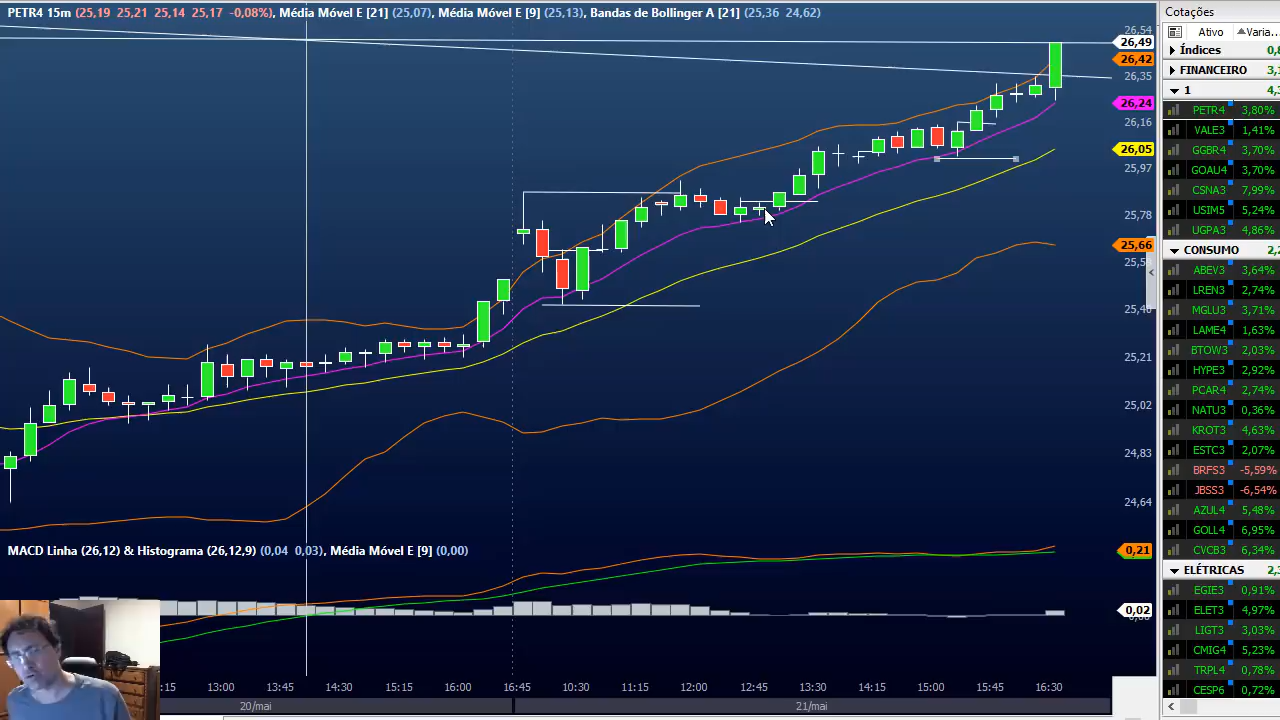 PETR4 15m (25,19 25,21 25,14 25,17 -0,08%), Média Móvel E [21] (25,07), Média Móvel E [9] (25,13), Bandas de Bollinger A [21] (25,36 24,62)
26,54
26,49
26,42
26,35
26,24
26,16
26,05
25,97
25,78
25,66
25,40
25,21
25,02
24,83
24,64
MACD Linha (26,12) & Histograma (26,12,9) (0,04 0,03), Média Móvel E [9] (0,00)
0,21
0,02
:15 13:00 13:45 14:30 15:15 16:00 16:45 10:30 11:15 12:00 12:45 13:30 14:15 15:00 15:45 16:30
20/mai 21/mai
Cotações
Ativo Varia...
Índices
FINANCEIRO
1
PETR4 3,80%
VALE3 1,41%
GGBR4 3,70%
GOAU4 3,70%
CSNA3 7,99%
USIM5 5,24%
UGPA3 4,86%
CONSUMO
ABEV3 3,64%
LREN3 2,74%
MGLU3 3,71%
LAME4 1,63%
BTOW3 2,03%
HYPE3 2,92%
PCAR4 2,74%
NATU3 0,36%
KROT3 4,63%
ESTC3 2,07%
BRFS3 -5,59%
JBSS3 -6,54%
AZUL4 5,48%
GOLL4 6,95%
CVCB3 6,34%
ELÉTRICAS
EGIE3 0,91%
ELET3 4,97%
LIGT3 3,03%
CMIG4 5,23%
TRPL4 0,78%
CESP6 0,72%